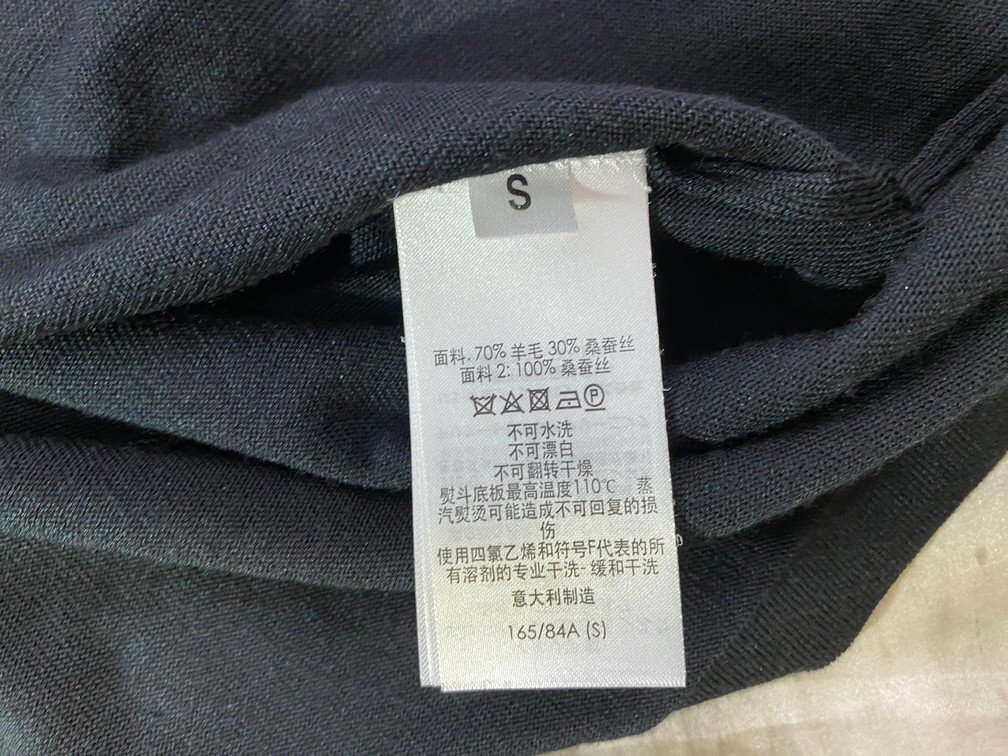 S
面料: 70% 羊毛 30% 桑蚕丝
面料 2: 100% 桑蚕丝
P
不可水洗
不可漂白
不可翻转干燥
熨斗底板最高温度110℃ 蒸
汽熨烫可能造成不可回复的损
伤
使用四氯乙烯和符号F代表的所
有溶剂的专业干洗- 缓和干洗
意大利制造
165/84A (S)